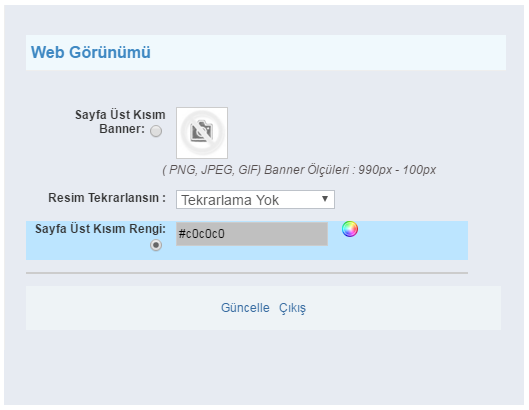 Web Görünümü
Sayfa Üst Kısım
Banner:
( PNG, JPEG, GIF) Banner Ölçüleri : 990px - 100px
Resim Tekrarlansın : Tekrarlama Yok
Sayfa Üst Kısım Rengi: #c0c0c0
Güncelle Çıkış